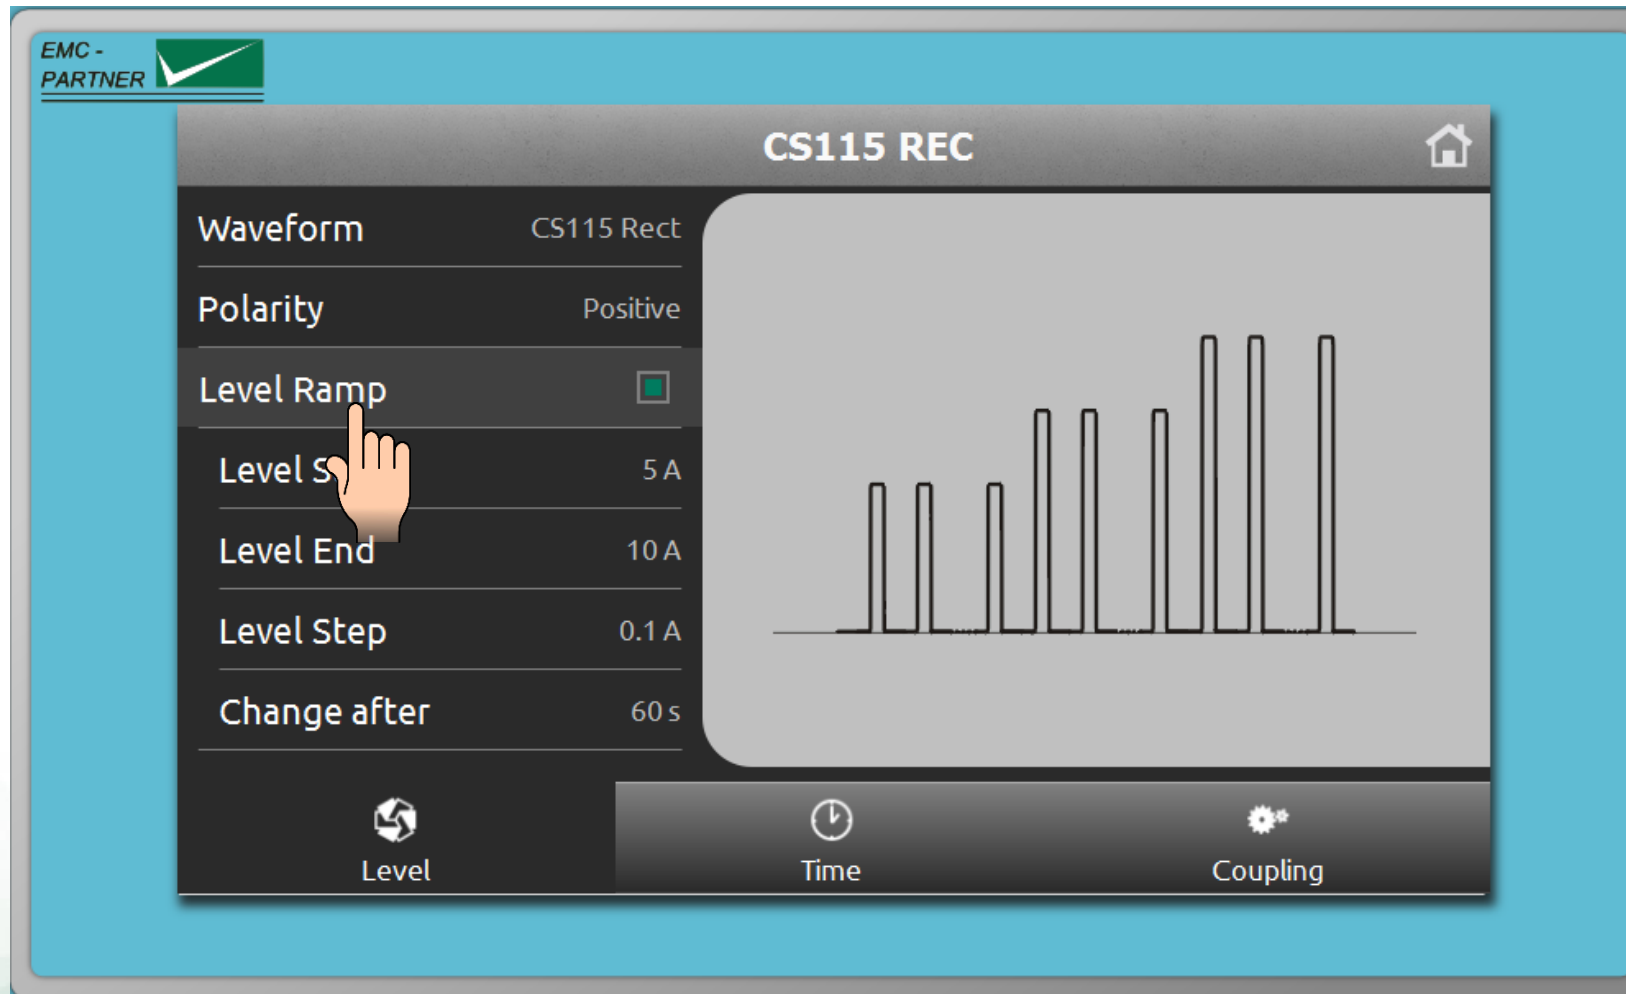 EMC -
PARTNER
CS115 REC
Waveform CS115 Rect
Polarity Positive
Level Ramp
Level 5 A
Level End 10 A
Level Step 0.1 A
Change after 60 s
Level Time Coupling